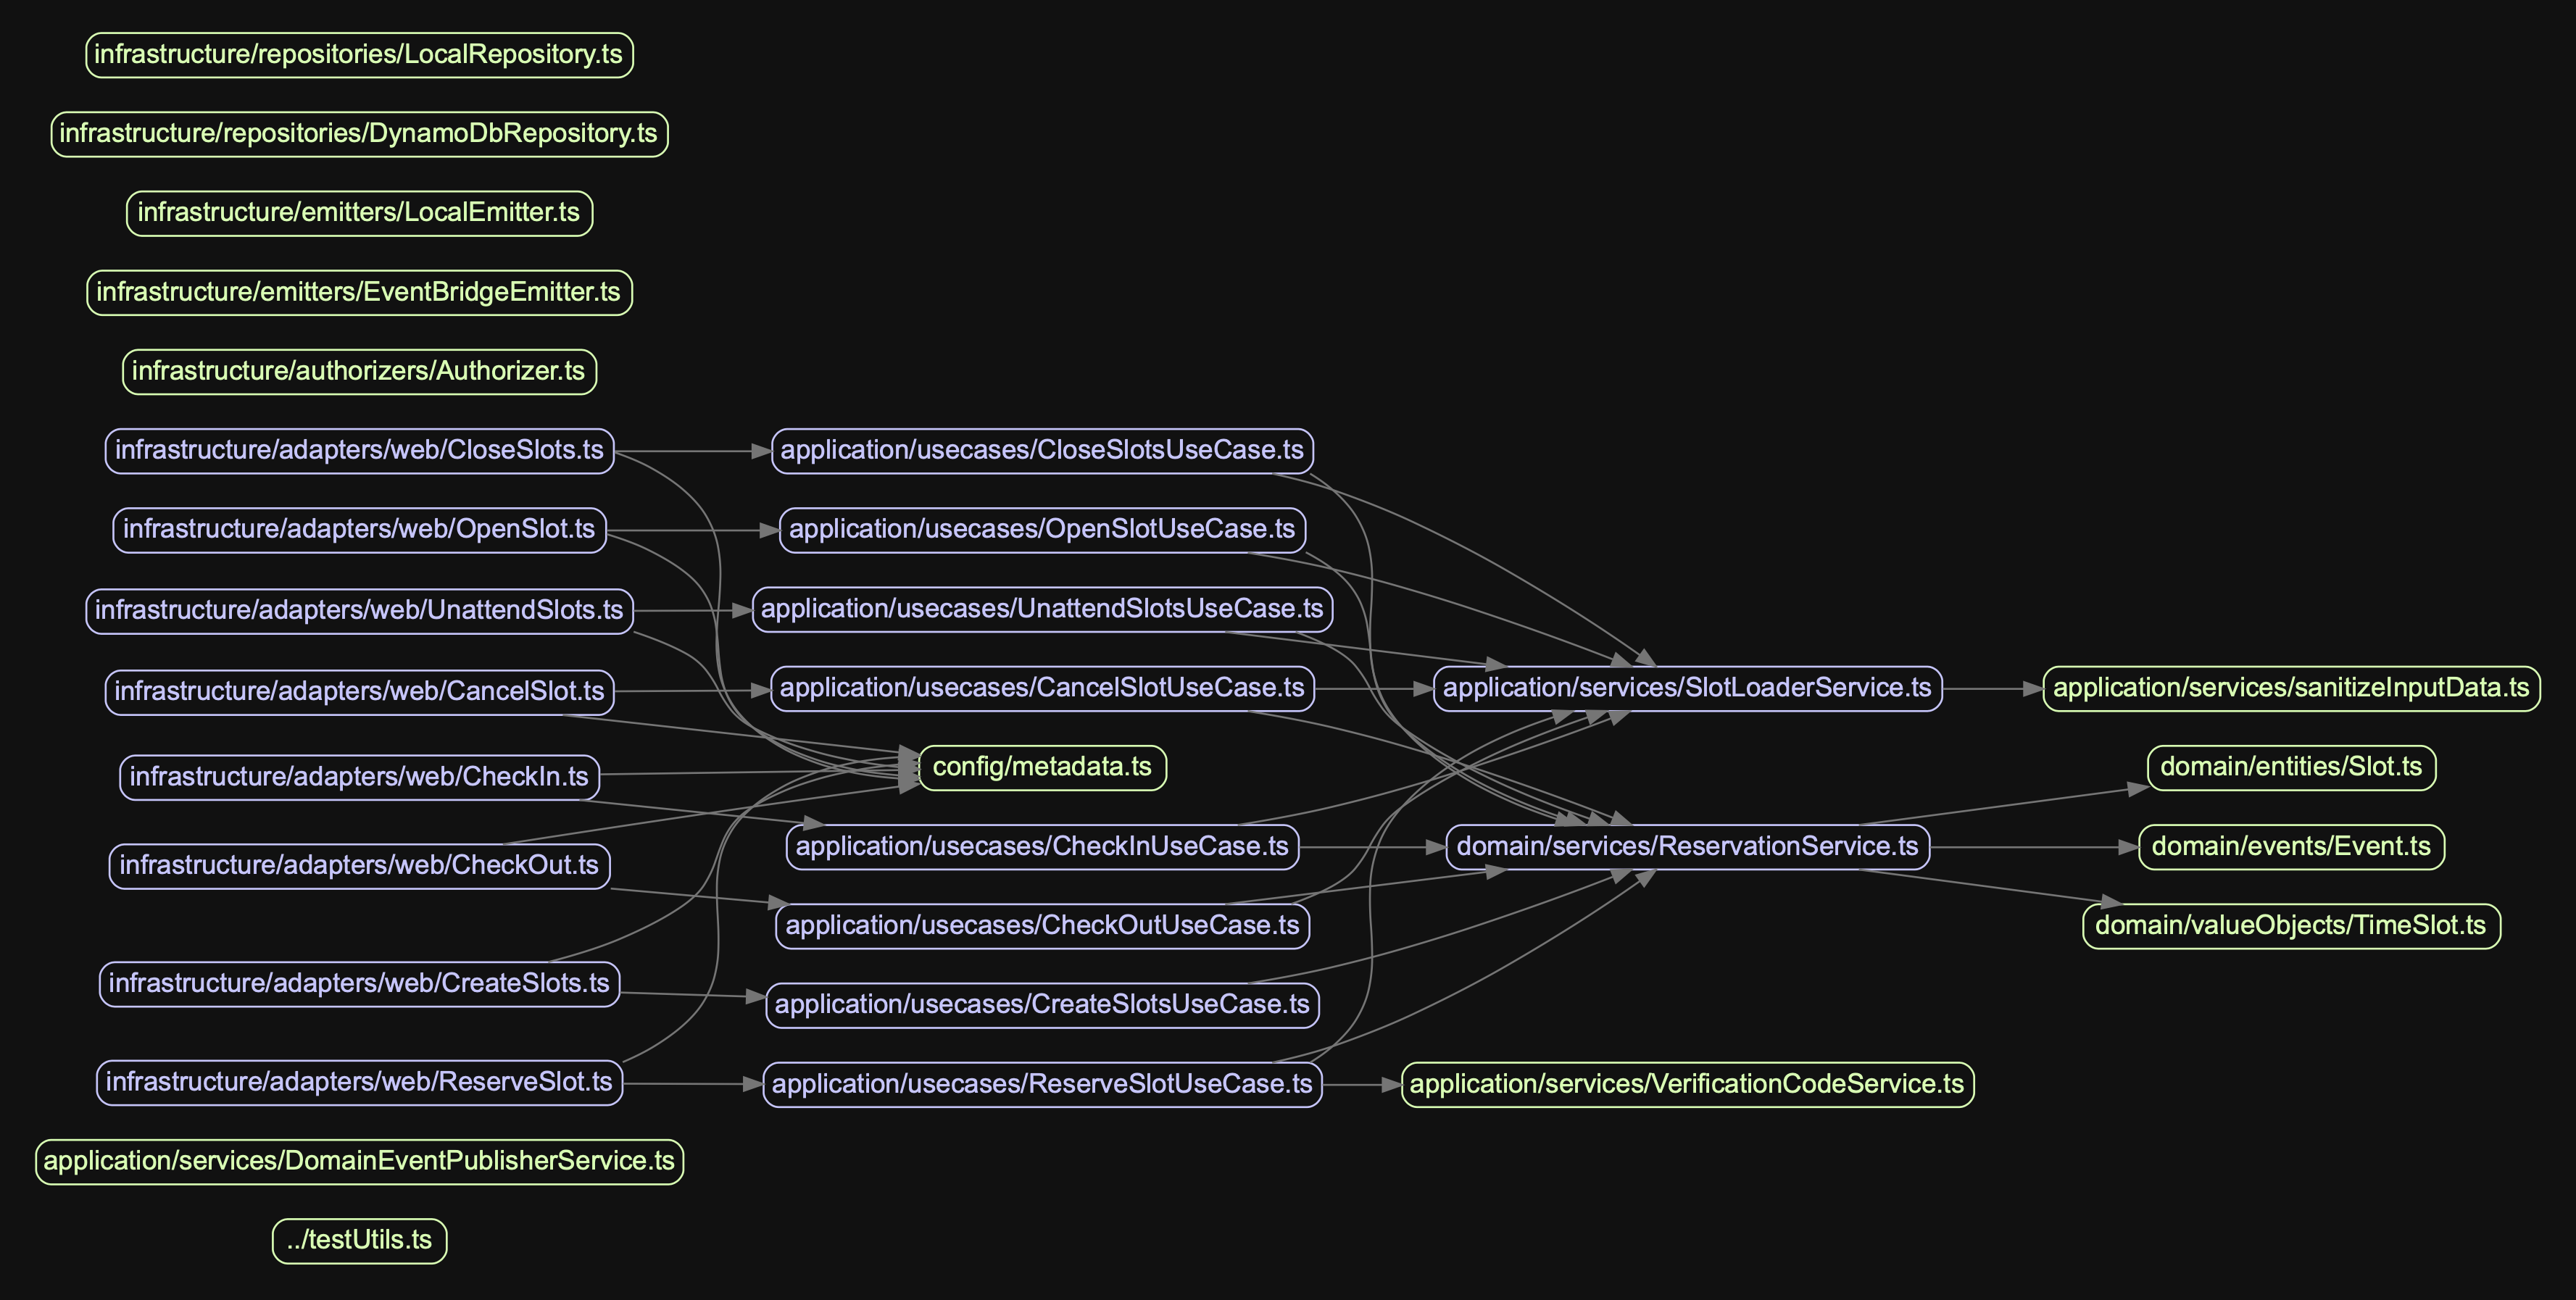 infrastructure/repositories/LocalRepository.ts
infrastructure/repositories/DynamoDbRepository.ts
infrastructure/emitters/LocalEmitter.ts
infrastructure/emitters/EventBridgeEmitter.ts
infrastructure/authorizers/Authorizer.ts
infrastructure/adapters/web/CloseSlots.ts
infrastructure/adapters/web/OpenSlot.ts
infrastructure/adapters/web/UnattendSlots.ts
infrastructure/adapters/web/CancelSlot.ts
infrastructure/adapters/web/CheckIn.ts
infrastructure/adapters/web/CheckOut.ts
infrastructure/adapters/web/CreateSlots.ts
infrastructure/adapters/web/ReserveSlot.ts
application/services/DomainEventPublisherService.ts
../testUtils.ts
application/usecases/CloseSlotsUseCase.ts
application/usecases/OpenSlotUseCase.ts
application/usecases/UnattendSlotsUseCase.ts
application/usecases/CancelSlotUseCase.ts
config/metadata.ts
application/usecases/CheckInUseCase.ts
application/usecases/CheckOutUseCase.ts
application/usecases/CreateSlotsUseCase.ts
application/usecases/ReserveSlotUseCase.ts
application/services/SlotLoaderService.ts
domain/services/ReservationService.ts
application/services/VerificationCodeService.ts
application/services/sanitizeInputData.ts
domain/entities/Slot.ts
domain/events/Event.ts
domain/valueObjects/TimeSlot.ts